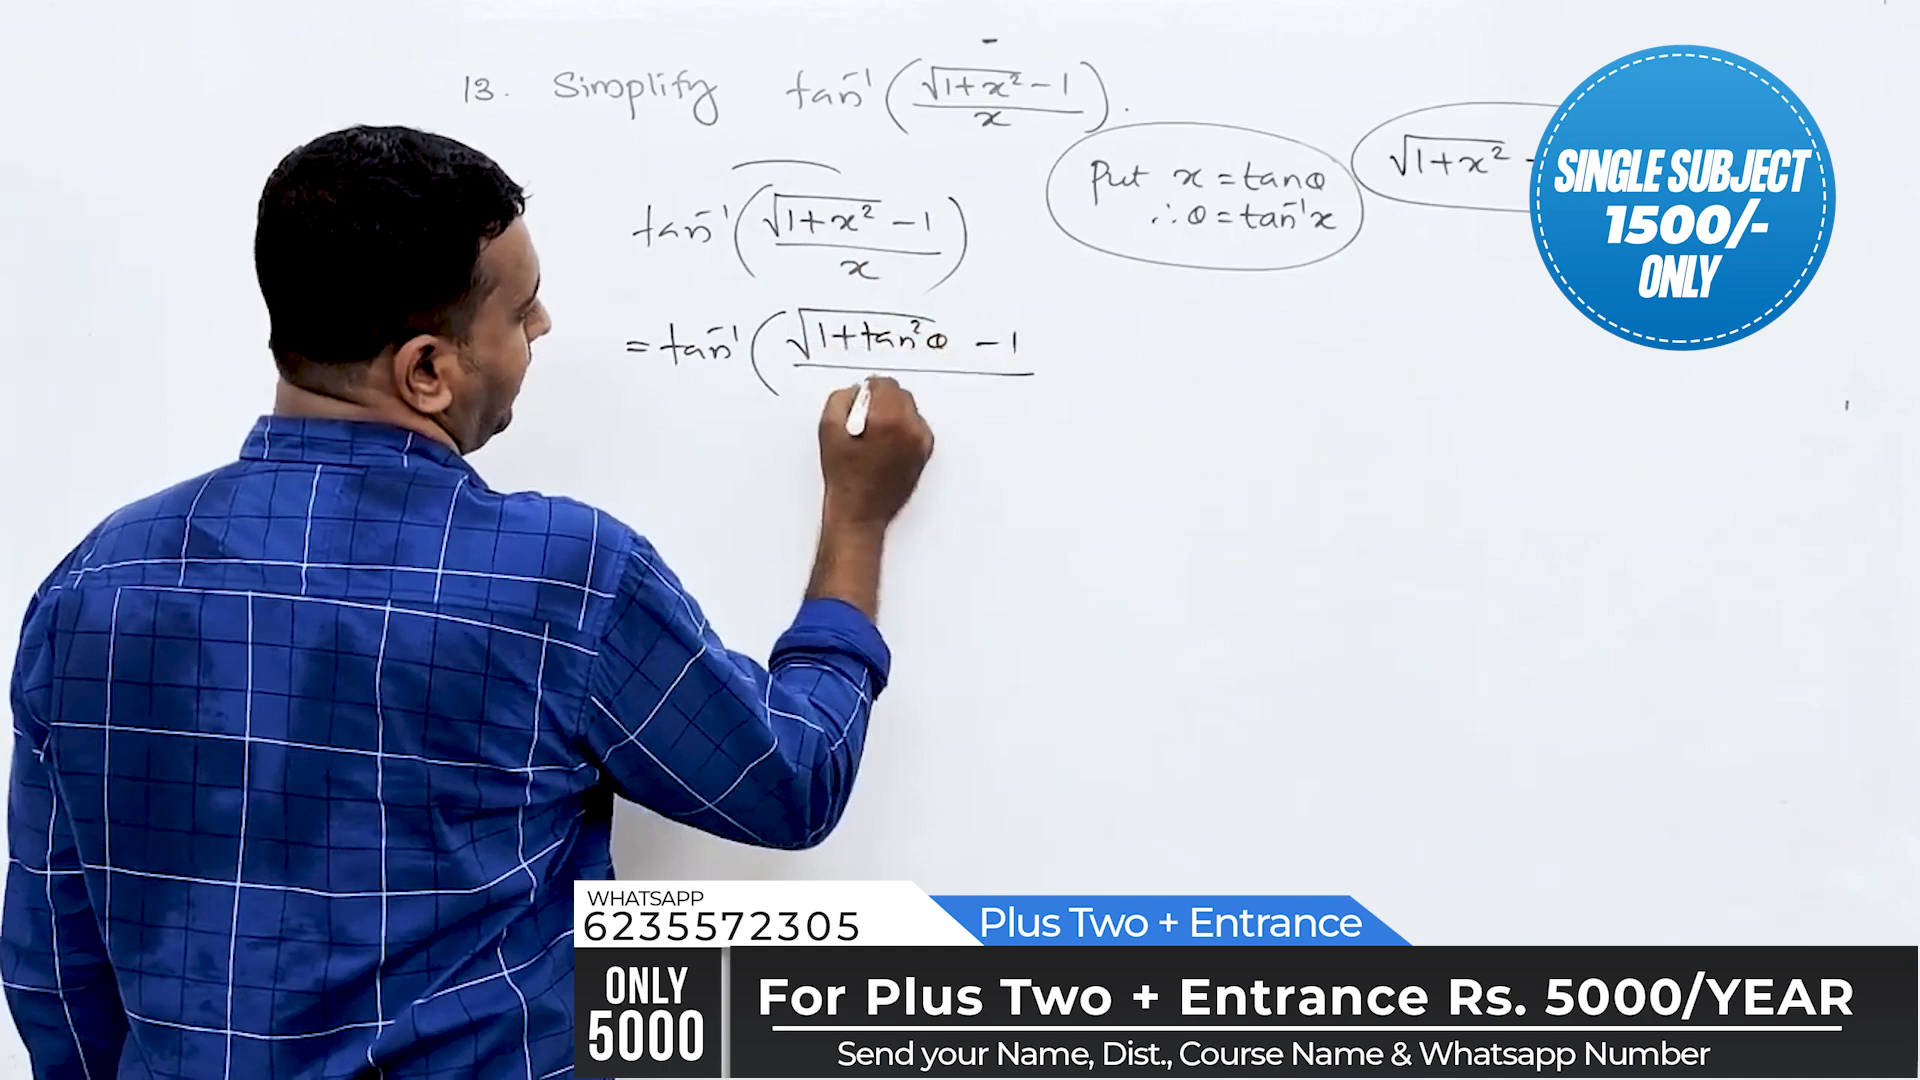 13. Simplify tan⁻¹(√(1+x²) - 1 / x).
Put x = tanθ
∴ θ = tan⁻¹x
√1+x²
tan⁻¹(√(1+x²) - 1 / x)
= tan⁻¹(√(1+tan²θ) - 1
SINGLE SUBJECT
1500/-
ONLY
WHATSAPP
6235572305
Plus Two + Entrance
ONLY
5000
For Plus Two + Entrance Rs. 5000/YEAR
Send your Name, Dist., Course Name & Whatsapp Number